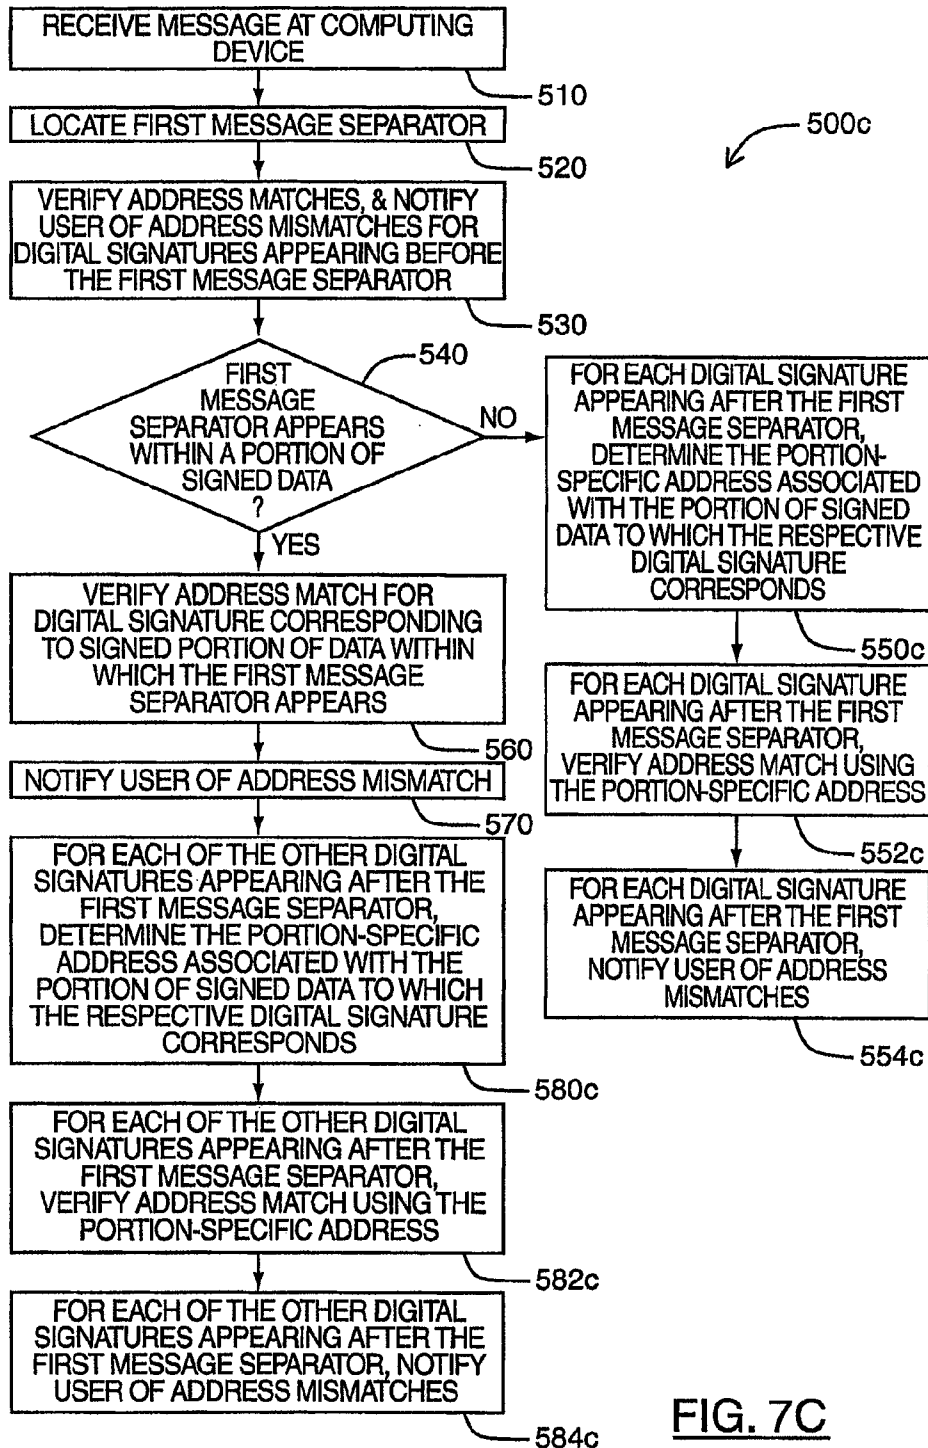 RECEIVE MESSAGE AT COMPUTING
DEVICE
510
LOCATE FIRST MESSAGE SEPARATOR
520
500c
VERIFY ADDRESS MATCHES, & NOTIFY
USER OF ADDRESS MISMATCHES FOR
DIGITAL SIGNATURES APPEARING BEFORE
THE FIRST MESSAGE SEPARATOR
530
540
FIRST
MESSAGE
SEPARATOR APPEARS
WITHIN A PORTION OF
SIGNED DATA
?
NO
YES
FOR EACH DIGITAL SIGNATURE
APPEARING AFTER THE FIRST
MESSAGE SEPARATOR,
DETERMINE THE PORTION-
SPECIFIC ADDRESS ASSOCIATED
WITH THE PORTION OF SIGNED
DATA TO WHICH THE RESPECTIVE
DIGITAL SIGNATURE
CORRESPONDS
550c
FOR EACH DIGITAL SIGNATURE
APPEARING AFTER THE FIRST
MESSAGE SEPARATOR,
VERIFY ADDRESS MATCH USING
THE PORTION-SPECIFIC ADDRESS
552c
FOR EACH DIGITAL SIGNATURE
APPEARING AFTER THE FIRST
MESSAGE SEPARATOR,
NOTIFY USER OF ADDRESS
MISMATCHES
554c
VERIFY ADDRESS MATCH FOR
DIGITAL SIGNATURE CORRESPONDING
TO SIGNED PORTION OF DATA WITHIN
WHICH THE FIRST MESSAGE
SEPARATOR APPEARS
560
NOTIFY USER OF ADDRESS MISMATCH
570
FOR EACH OF THE OTHER DIGITAL
SIGNATURES APPEARING AFTER THE
FIRST MESSAGE SEPARATOR,
DETERMINE THE PORTION-SPECIFIC
ADDRESS ASSOCIATED WITH THE
PORTION OF SIGNED DATA TO WHICH
THE RESPECTIVE DIGITAL SIGNATURE
CORRESPONDS
580c
FOR EACH OF THE OTHER DIGITAL
SIGNATURES APPEARING AFTER THE
FIRST MESSAGE SEPARATOR,
VERIFY ADDRESS MATCH USING THE
PORTION-SPECIFIC ADDRESS
582c
FOR EACH OF THE OTHER DIGITAL
SIGNATURES APPEARING AFTER THE
FIRST MESSAGE SEPARATOR, NOTIFY
USER OF ADDRESS MISMATCHES
584c
FIG. 7C